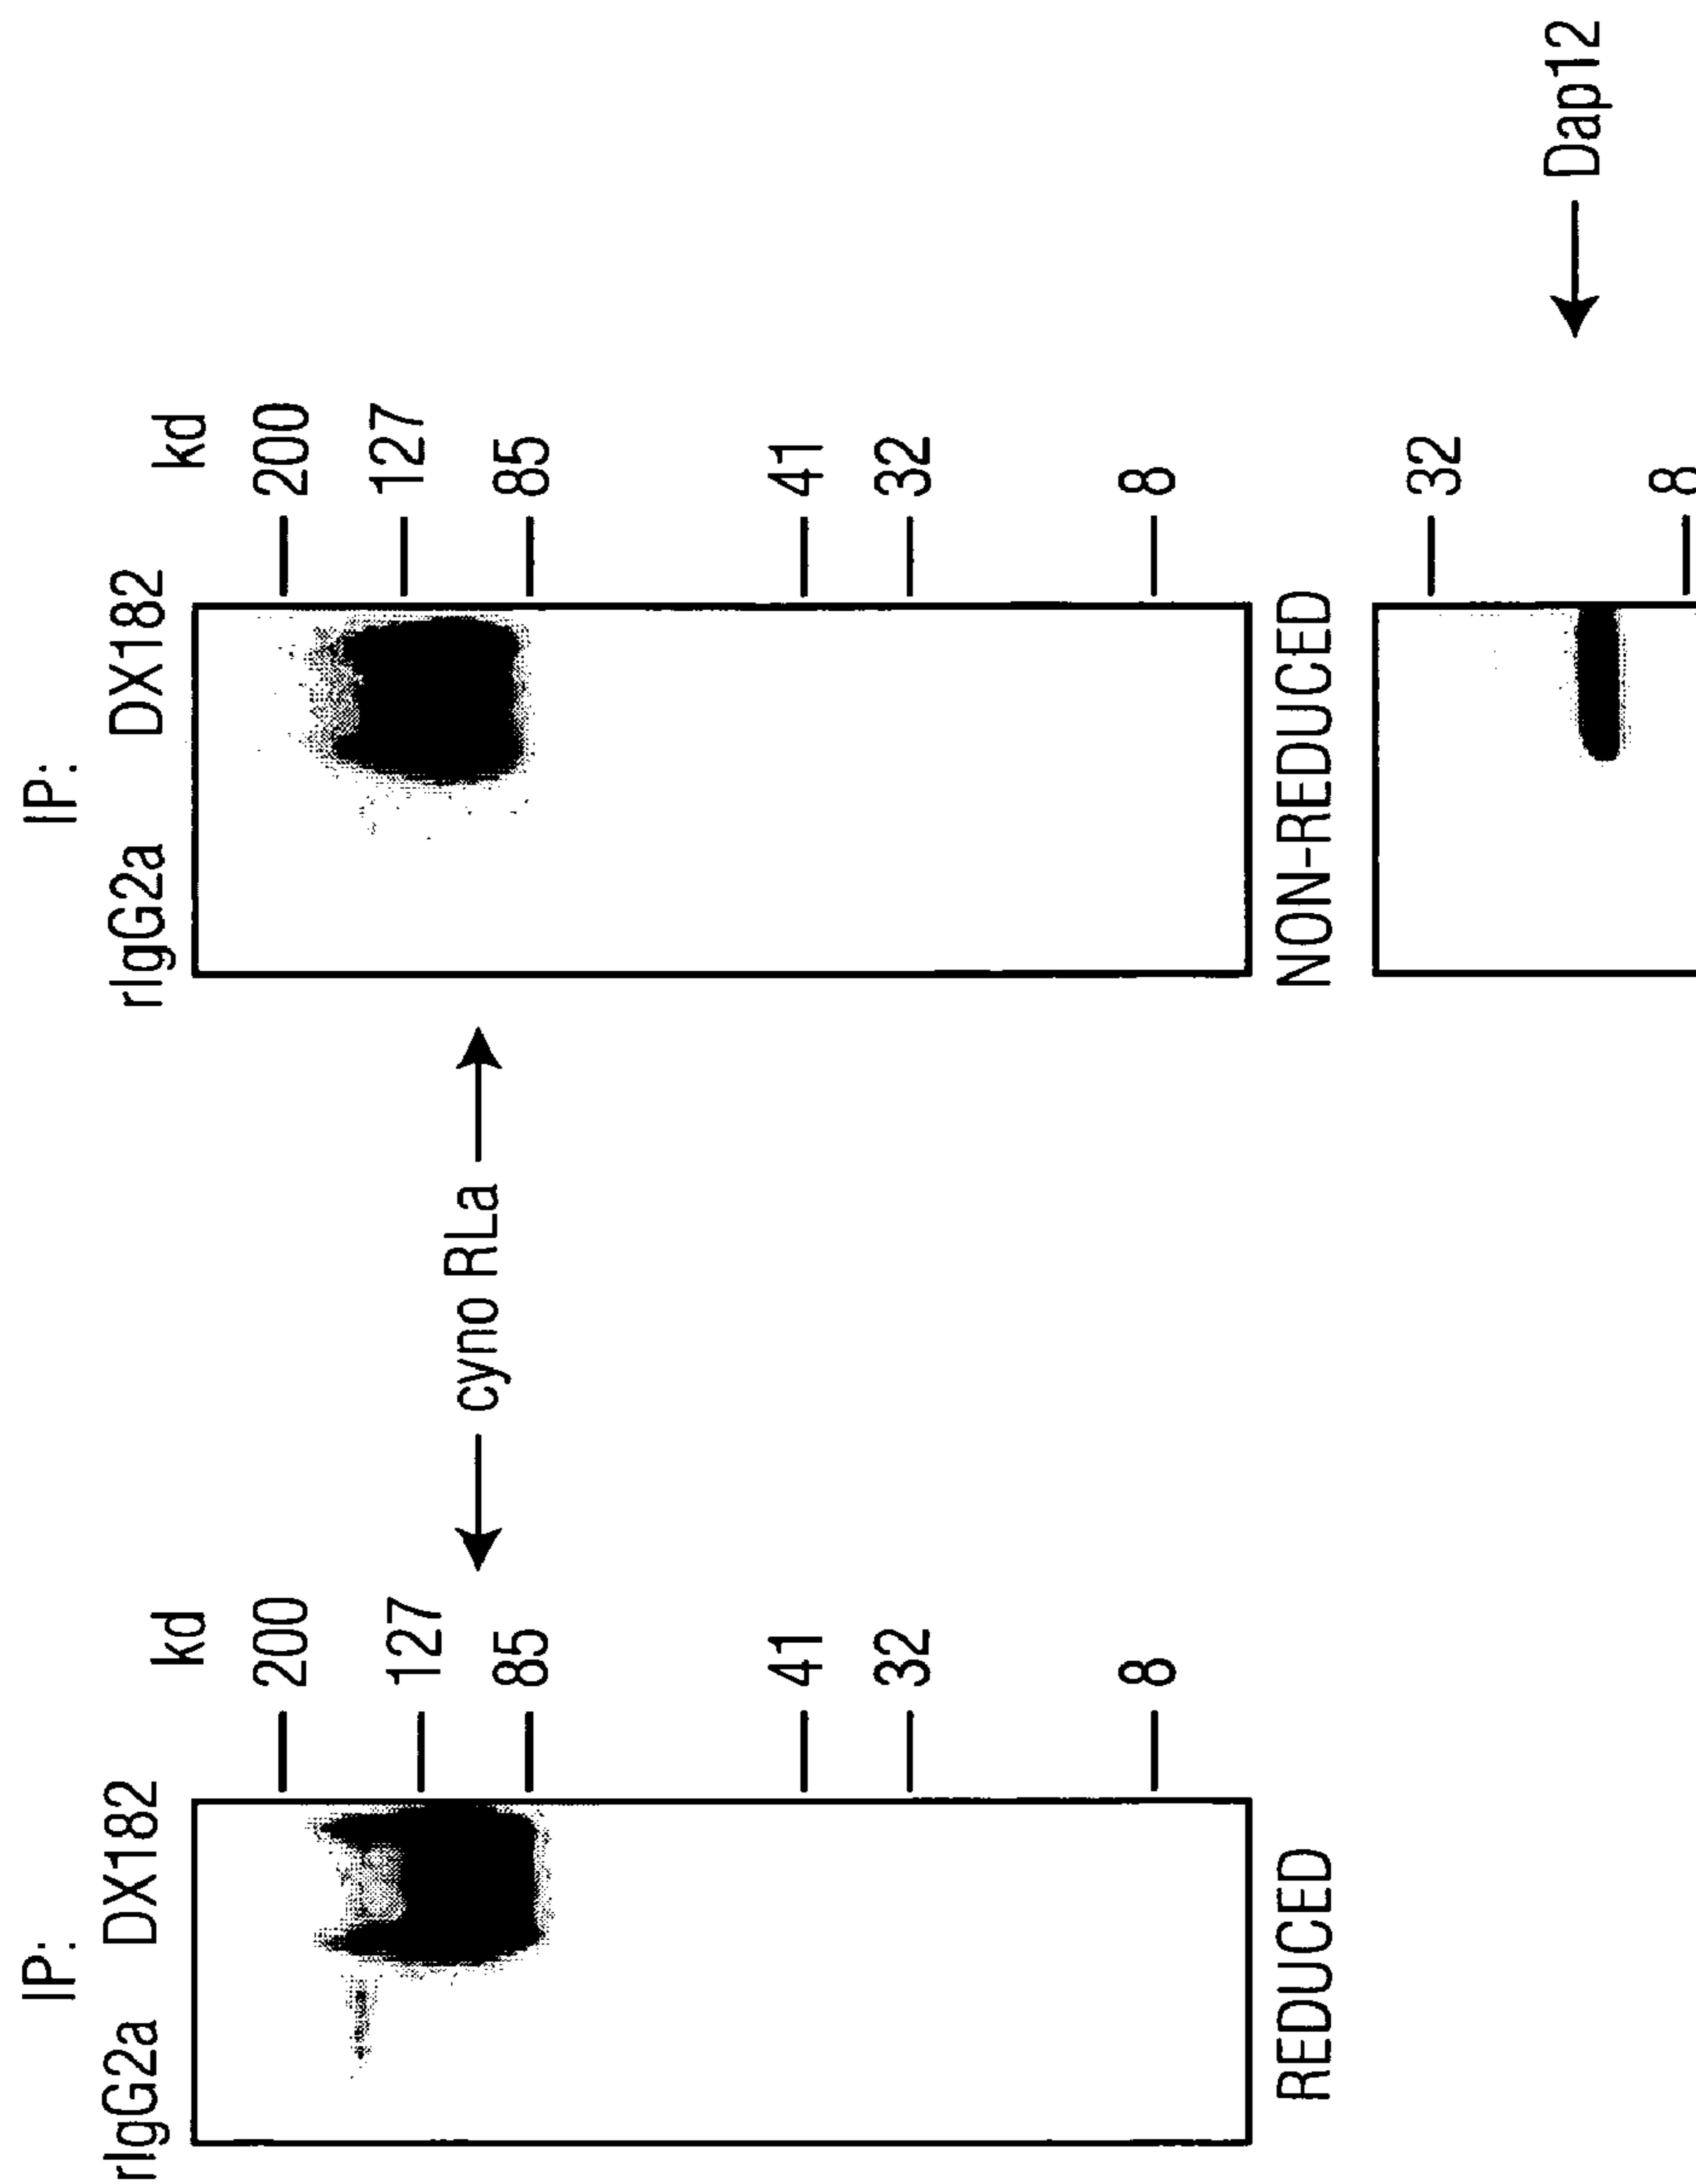 IP:
rIgG2a DX182
kd
200
127
85
41
32
8
REDUCED
cyno RLa
IP:
rIgG2a DX182
kd
200
127
85
41
32
8
NON-REDUCED
32
8
Dap12